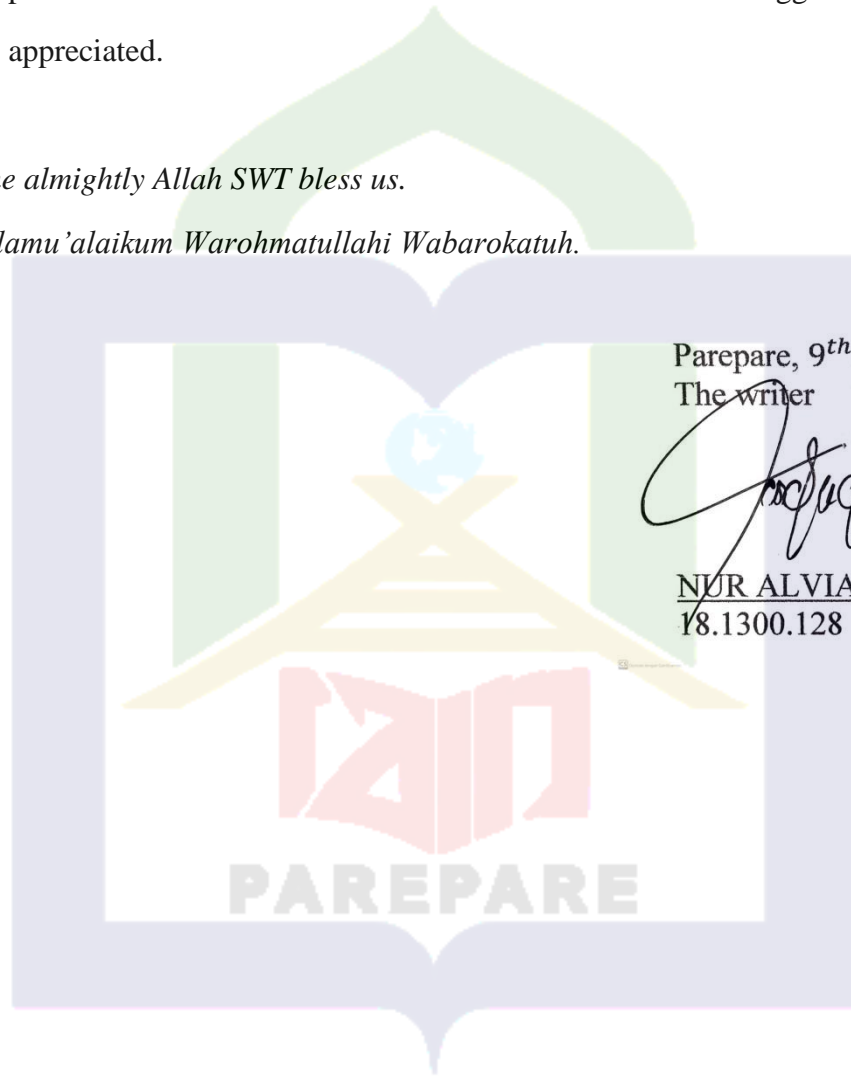 appreciated.
almightly Allah SWT bless us.
lamu’alaikum Warohmatullahi Wabarokatuh.
Parepare, 9th
The writer
NUR ALVIA
18.1300.128
PAREPARE